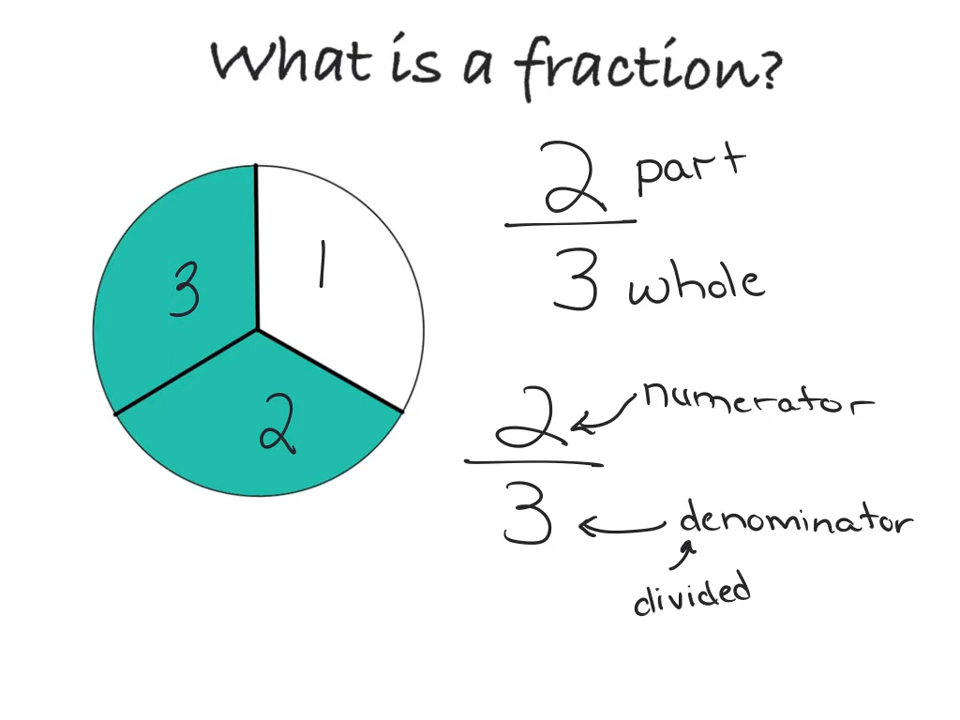 What is a fraction?
1
3
2
2 part
3 whole
2 numerator
3 denominator
divided